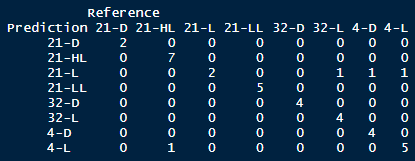 Reference
Prediction 21-D 21-HL 21-L 21-LL 32-D 32-L 4-D 4-L
21-D 2 0 0 0 0 0 0 0
21-HL 0 7 0 0 0 0 0 0
21-L 0 0 2 0 0 1 1 1
21-LL 0 0 0 5 0 0 0 0
32-D 0 0 0 0 4 0 0 0
32-L 0 0 0 0 0 4 0 0
4-D 0 0 0 0 0 0 4 0
4-L 0 1 0 0 0 0 0 5